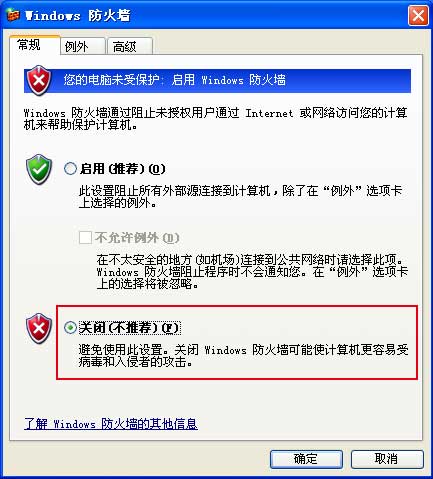 Windows 防火墙
常规 例外 高级
您的电脑未受保护: 启用 Windows 防火墙
Windows 防火墙通过阻止未授权用户通过 Internet 或网络访问您的计算
机来帮助保护计算机。
启用(推荐)(O)
此设置阻止所有外部源连接到计算机，除了在“例外”选项卡
上选择的例外。
不允许例外(D)
在不太安全的地方(如机场)连接到公共网络时请选择此项。
Windows 防火墙阻止程序时不会通知您。在“例外”选项卡
上的选择将被忽略。
关闭(不推荐)(F)
避免使用此设置。关闭 Windows 防火墙可能使计算机更容易受
病毒和入侵者的攻击。
了解 Windows 防火墙的其他信息
确定 取消